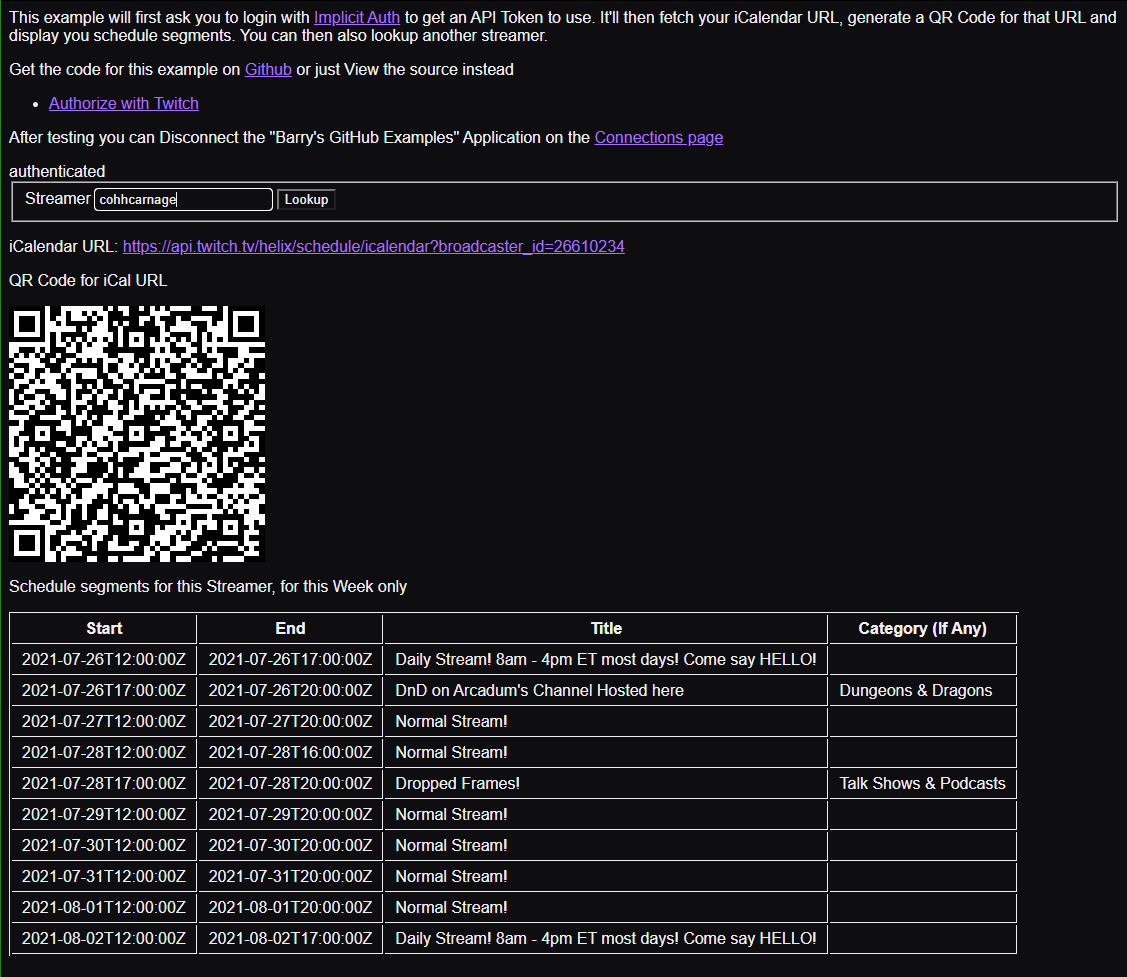 This example will first ask you to login with Implicit Auth to get an API Token to use. It'll then fetch your iCalendar URL, generate a QR Code for that URL and
display you schedule segments. You can then also lookup another streamer.
Get the code for this example on Github or just View the source instead
• Authorize with Twitch
After testing you can Disconnect the "Barry's GitHub Examples" Application on the Connections page
authenticated
Streamer cohhcarnage Lookup
iCalendar URL: https://api.twitch.tv/helix/schedule/icalendar?broadcaster_id=26610234
QR Code for iCal URL
Schedule segments for this Streamer, for this Week only
Start End Title Category (If Any)
2021-07-26T12:00:00Z 2021-07-26T17:00:00Z Daily Stream! 8am - 4pm ET most days! Come say HELLO!
2021-07-26T17:00:00Z 2021-07-26T20:00:00Z DnD on Arcadum's Channel Hosted here Dungeons & Dragons
2021-07-27T12:00:00Z 2021-07-27T20:00:00Z Normal Stream!
2021-07-28T12:00:00Z 2021-07-28T16:00:00Z Normal Stream!
2021-07-28T17:00:00Z 2021-07-28T20:00:00Z Dropped Frames! Talk Shows & Podcasts
2021-07-29T12:00:00Z 2021-07-29T20:00:00Z Normal Stream!
2021-07-30T12:00:00Z 2021-07-30T20:00:00Z Normal Stream!
2021-07-31T12:00:00Z 2021-07-31T20:00:00Z Normal Stream!
2021-08-01T12:00:00Z 2021-08-01T20:00:00Z Normal Stream!
2021-08-02T12:00:00Z 2021-08-02T17:00:00Z Daily Stream! 8am - 4pm ET most days! Come say HELLO!